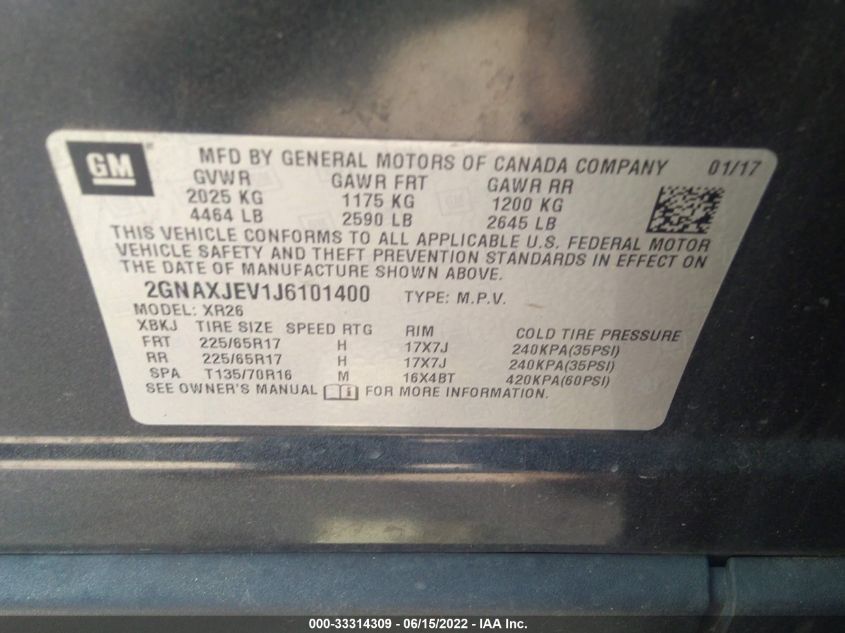 GM
MFD BY GENERAL MOTORS OF CANADA COMPANY 01/17
GVWR GAWR FRT GAWR RR
2025 KG 1175 KG 1200 KG
4464 LB 2590 LB 2645 LB
THIS VEHICLE CONFORMS TO ALL APPLICABLE U.S. FEDERAL MOTOR
VEHICLE SAFETY AND THEFT PREVENTION STANDARDS IN EFFECT ON
THE DATE OF MANUFACTURE SHOWN ABOVE.
2GNAXJEV1J6101400 TYPE: M.P.V.
MODEL: XR26
XBKJ TIRE SIZE SPEED RTG RIM COLD TIRE PRESSURE
FRT 225/65R17 H 17X7J 240KPA(35PSI)
RR 225/65R17 H 17X7J 240KPA(35PSI)
SPA T135/70R16 M 16X4BT 420KPA(60PSI)
SEE OWNER'S MANUAL FOR MORE INFORMATION.
000-33314309 - 06/15/2022 - IAA Inc.